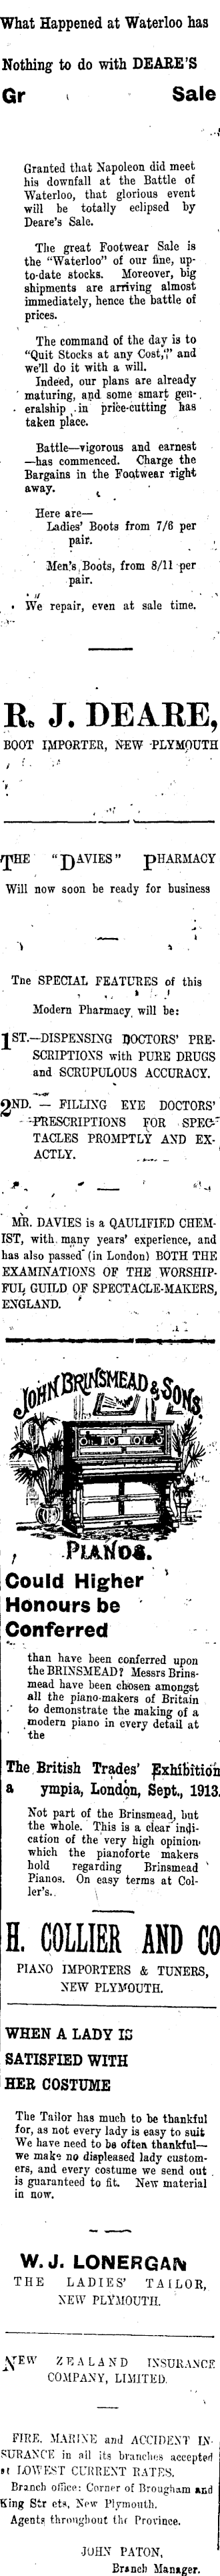 What Happened at Waterloo has
Nothing to do with DEARE'S
Gr Sale
Granted that Napoleon did meet
his downfall at the Battle of
Waterloo, that glorious event
will be totally eclipsed by
Deare's Sale.
The great Footwear Sale is
the "Waterloo" of our fine, up-
to-date stocks. Moreover, big
shipments are arriving almost
immediately, hence the battle of
prices.
The command of the day is to
"Quit Stocks at any Cost," and
we'll do it with a will.
Indeed, our plans are already
maturing, and some smart gen-
eralship in price-cutting has
taken place.
Battle—vigorous and earnest
—has commenced. Charge the
Bargains in the Footwear right
away.
Here are—
Ladies' Boots from 7/6 per
pair.
Men's Boots, from 8/11 per
pair.
We repair, even at sale time.
R. J. DEARE,
BOOT IMPORTER, NEW PLYMOUTH
THE "DAVIES" PHARMACY
Will now soon be ready for business
Tne SPECIAL FEATURES of this
Modern Pharmacy will be:
1ST.—DISPENSING DOCTORS' PRE-
SCRIPTIONS with PURE DRUGS
and SCRUPULOUS ACCURACY.
2ND. — FILLING EYE DOCTORS'
PRESCRIPTIONS FOR SPEC-
TACLES PROMPTLY AND EX-
ACTLY.
MR. DAVIES is a QAULIFIED CHEM-
IST, with many years' experience, and
has also passed (in London) BOTH THE
EXAMINATIONS OF THE WORSHIP-
FUL GUILD OF SPECTACLE-MAKERS,
ENGLAND.
JOHN BRINSMEAD & SONS.
PIANOS.
Could Higher
Honours be
Conferred
than have been conferred upon
the BRINSMEAD? Messrs Brins-
mead have been chosen amongst
all the piano-makers of Britain
to demonstrate the making of a
modern piano in every detail at
the
The British Trades' Exhibition
a ympia, London, Sept., 1913.
Not part of the Brinsmead, but
the whole. This is a clear indi-
cation of the very high opinion
which the pianoforte makers
hold regarding Brinsmead
Pianos. On easy terms at Col-
ler's.
H. COLLIER AND CO
PIANO IMPORTERS & TUNERS,
NEW PLYMOUTH.
WHEN A LADY IS
SATISFIED WITH
HER COSTUME
The Tailor has much to be thankful
for, as not every lady is easy to suit
We have need to be often thankful—
we make no displeased lady custom-
ers, and every costume we send out
is guaranteed to fit. New material
in now.
W. J. LONERGAN
THE LADIES' TAILOR,
NEW PLYMOUTH.
NEW ZEALAND INSURANCE
COMPANY, LIMITED.
FIRE, MARINE and ACCIDENT IN-
SURANCE in all its branches accepted
at LOWEST CURRENT RATES.
Branch office: Corner of Brougham and
King Str ets, New Plymouth.
Agents throughout the Province.
JOHN PATON,
Branch Manager.